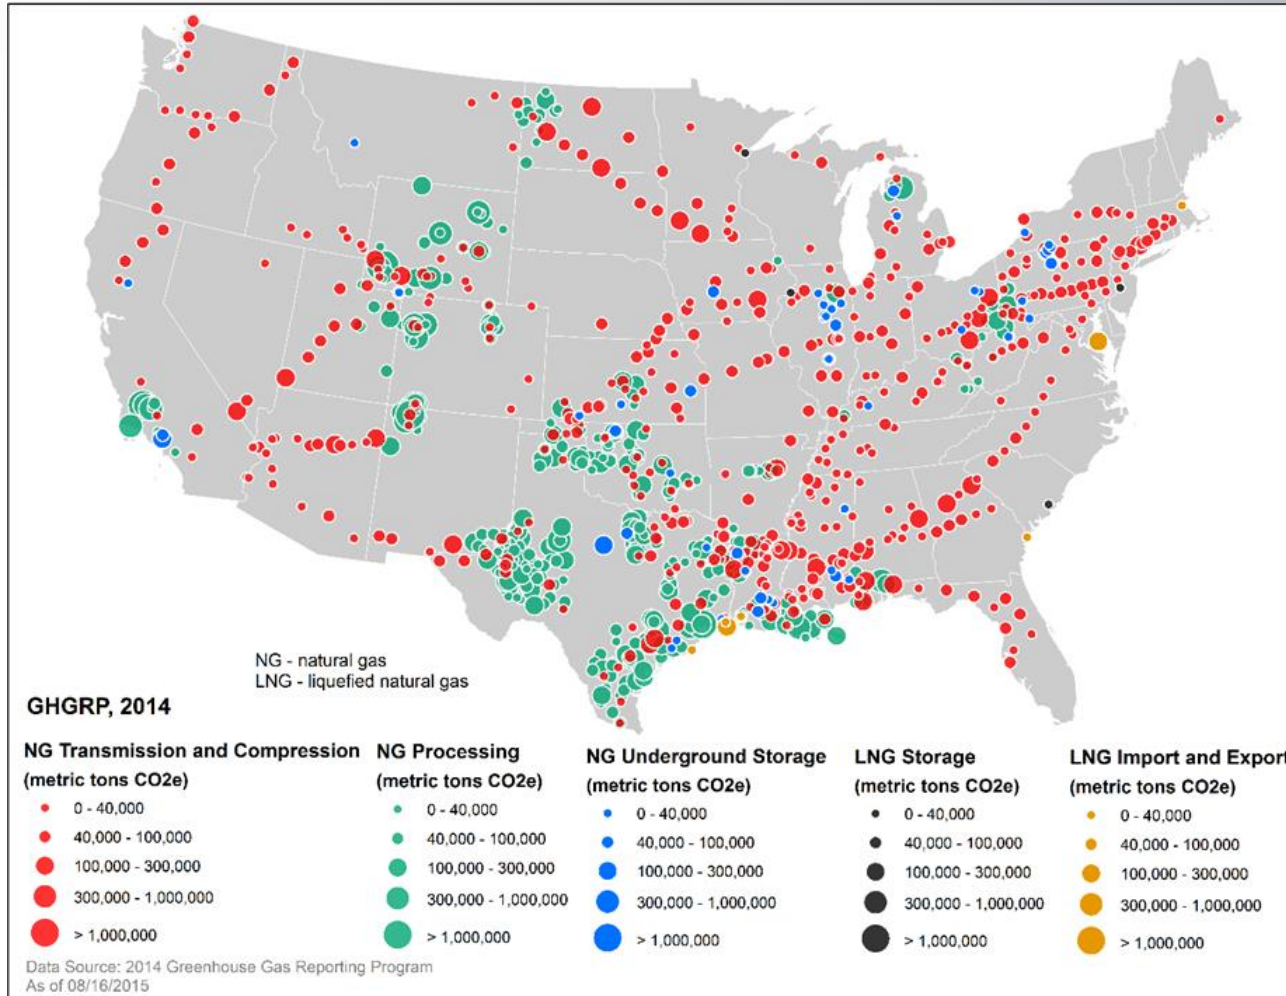 NG - natural gas
LNG - liquefied natural gas
GHGRP, 2014
NG Transmission and Compression
(metric tons CO2e)
0 - 40,000
40,000 - 100,000
100,000 - 300,000
300,000 - 1,000,000
> 1,000,000
NG Processing
(metric tons CO2e)
0 - 40,000
40,000 - 100,000
100,000 - 300,000
300,000 - 1,000,000
> 1,000,000
NG Underground Storage
(metric tons CO2e)
0 - 40,000
40,000 - 100,000
100,000 - 300,000
300,000 - 1,000,000
> 1,000,000
LNG Storage
(metric tons CO2e)
0 - 40,000
40,000 - 100,000
100,000 - 300,000
300,000 - 1,000,000
> 1,000,000
LNG Import and Export
(metric tons CO2e)
0 - 40,000
40,000 - 100,000
100,000 - 300,000
300,000 - 1,000,000
> 1,000,000
Data Source: 2014 Greenhouse Gas Reporting Program
As of 08/16/2015